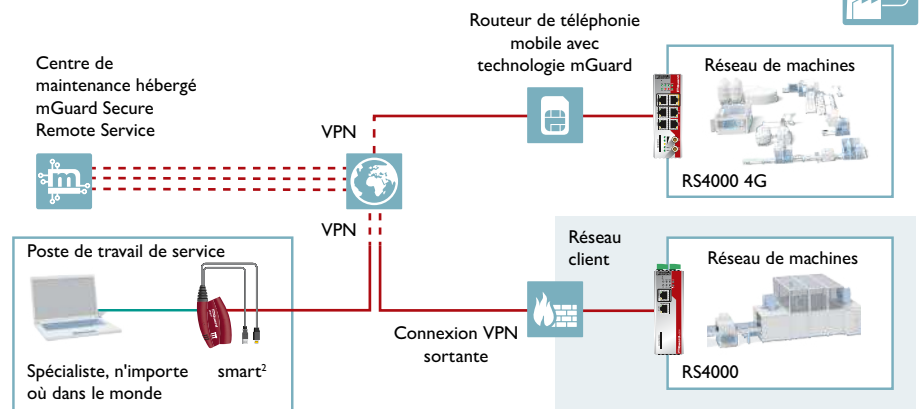 Routeur de téléphonie
mobile avec
technologie mGuard
Centre de
maintenance hébergé
mGuard Secure
Remote Service
VPN
Réseau de machines
RS4000 4G
VPN
Poste de travail de service
Spécialiste, n'importe
où dans le monde
smart²
Connexion VPN
sortante
Réseau
client
Réseau de machines
RS4000